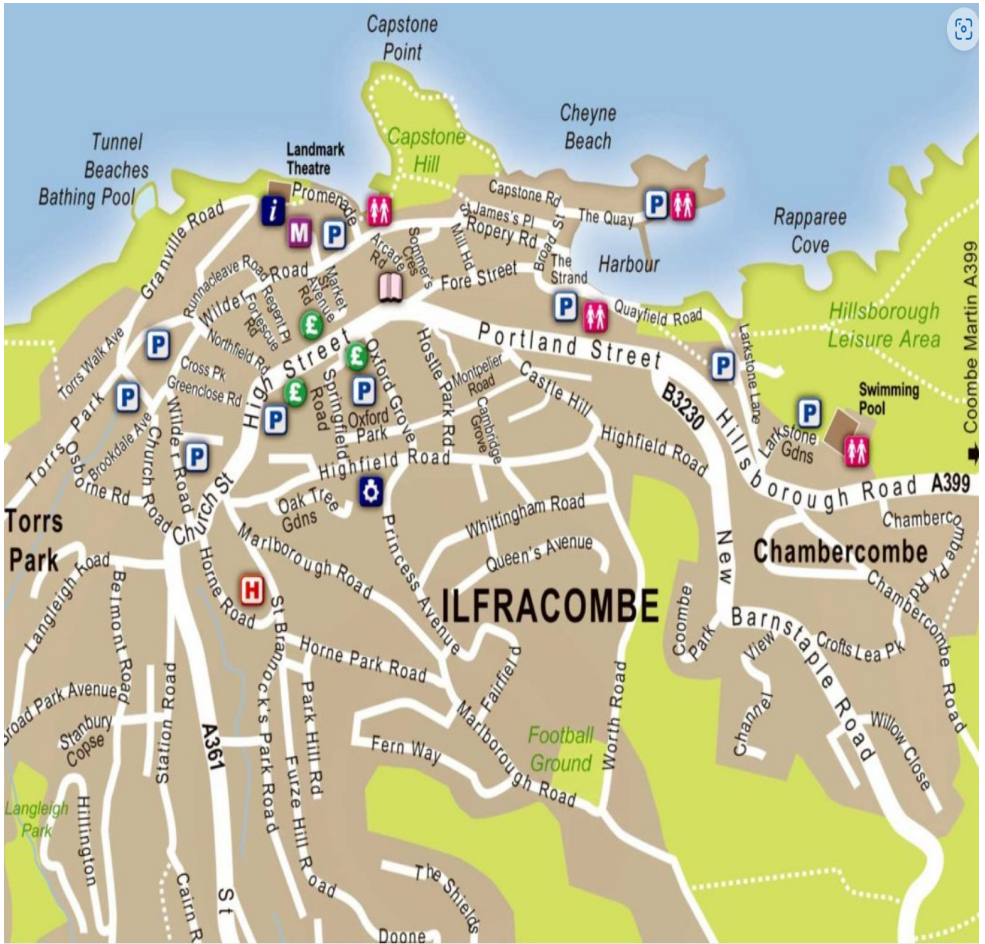 Capstone
Point
Cheyne
Beach
Tunnel
Beaches
Bathing Pool
Landmark
Theatre
Capstone
Hill
Promenade
i
M
P
Capstone Rd
St James's Pl
Ropery Rd
The Quay
P
Rapparee
Cove
Granville Road
Arcade
Rd
Sommers
Cres
Mill Hd
Broad St
The
Strand
Harbour
Fore Street
Runnacleave Road
Wilder Road
Market
St
Avenue
Rd
Regent Pl
Fortescue
Rd
£
P
Quayfield Road
Hillsborough
Leisure Area
Coombe Martin A399
Torrs Walk Ave
P
Northfield Rd
High Street
£
Portland Street
P
Larkstone Lane
Cross Pk
Greenclose Rd
£
P
Oxford Grove
Oxford
Park
Springfield
Road
Hostle Park Rd
Montpelier
Road
Cambridge
Grove
Castle Hill
B3230
Swimming
Pool
P
Larkstone
Gdns
Torrs Park
P
Brookdale Ave
Osborne Rd
Church Road
Wilder Road
P
P
Highfield Road
Highfield Road
Hillsborough Road A399
Torrs
Park
Church St
Oak Tree
Gdns
Princess Avenue
Whittingham Road
Queen's Avenue
New Barnstaple Road
Chambercombe
Chambercombe Pk Rd
Chambercombe Road
Langleigh Road
Belmont Road
Horne Road
H
Marlborough Road
ILFRACOMBE
Coombe
Park
View
Channel
Crofts Lea Pk
St Brannock's Park Road
Horne Park Road
Fairfield
road Park Avenue
Stanbury
Copse
Station Road
A361
Park Hill Rd
Furze Hill Road
Fern Way
Marlborough Road
Football
Ground
Worth Road
Willow Close
Langleigh
Park
Hillington
Cairn R
St
The Shields
Doone